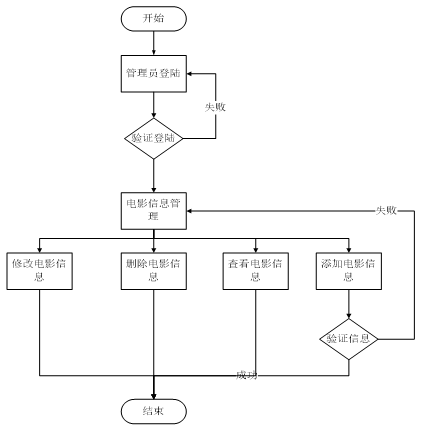 开始
管理员登陆
失败
验证登陆
电影信息管
理
失败
修改电影信
息
删除电影信
息
查看电影信
息
添加电影信
息
验证信息
成功
结束